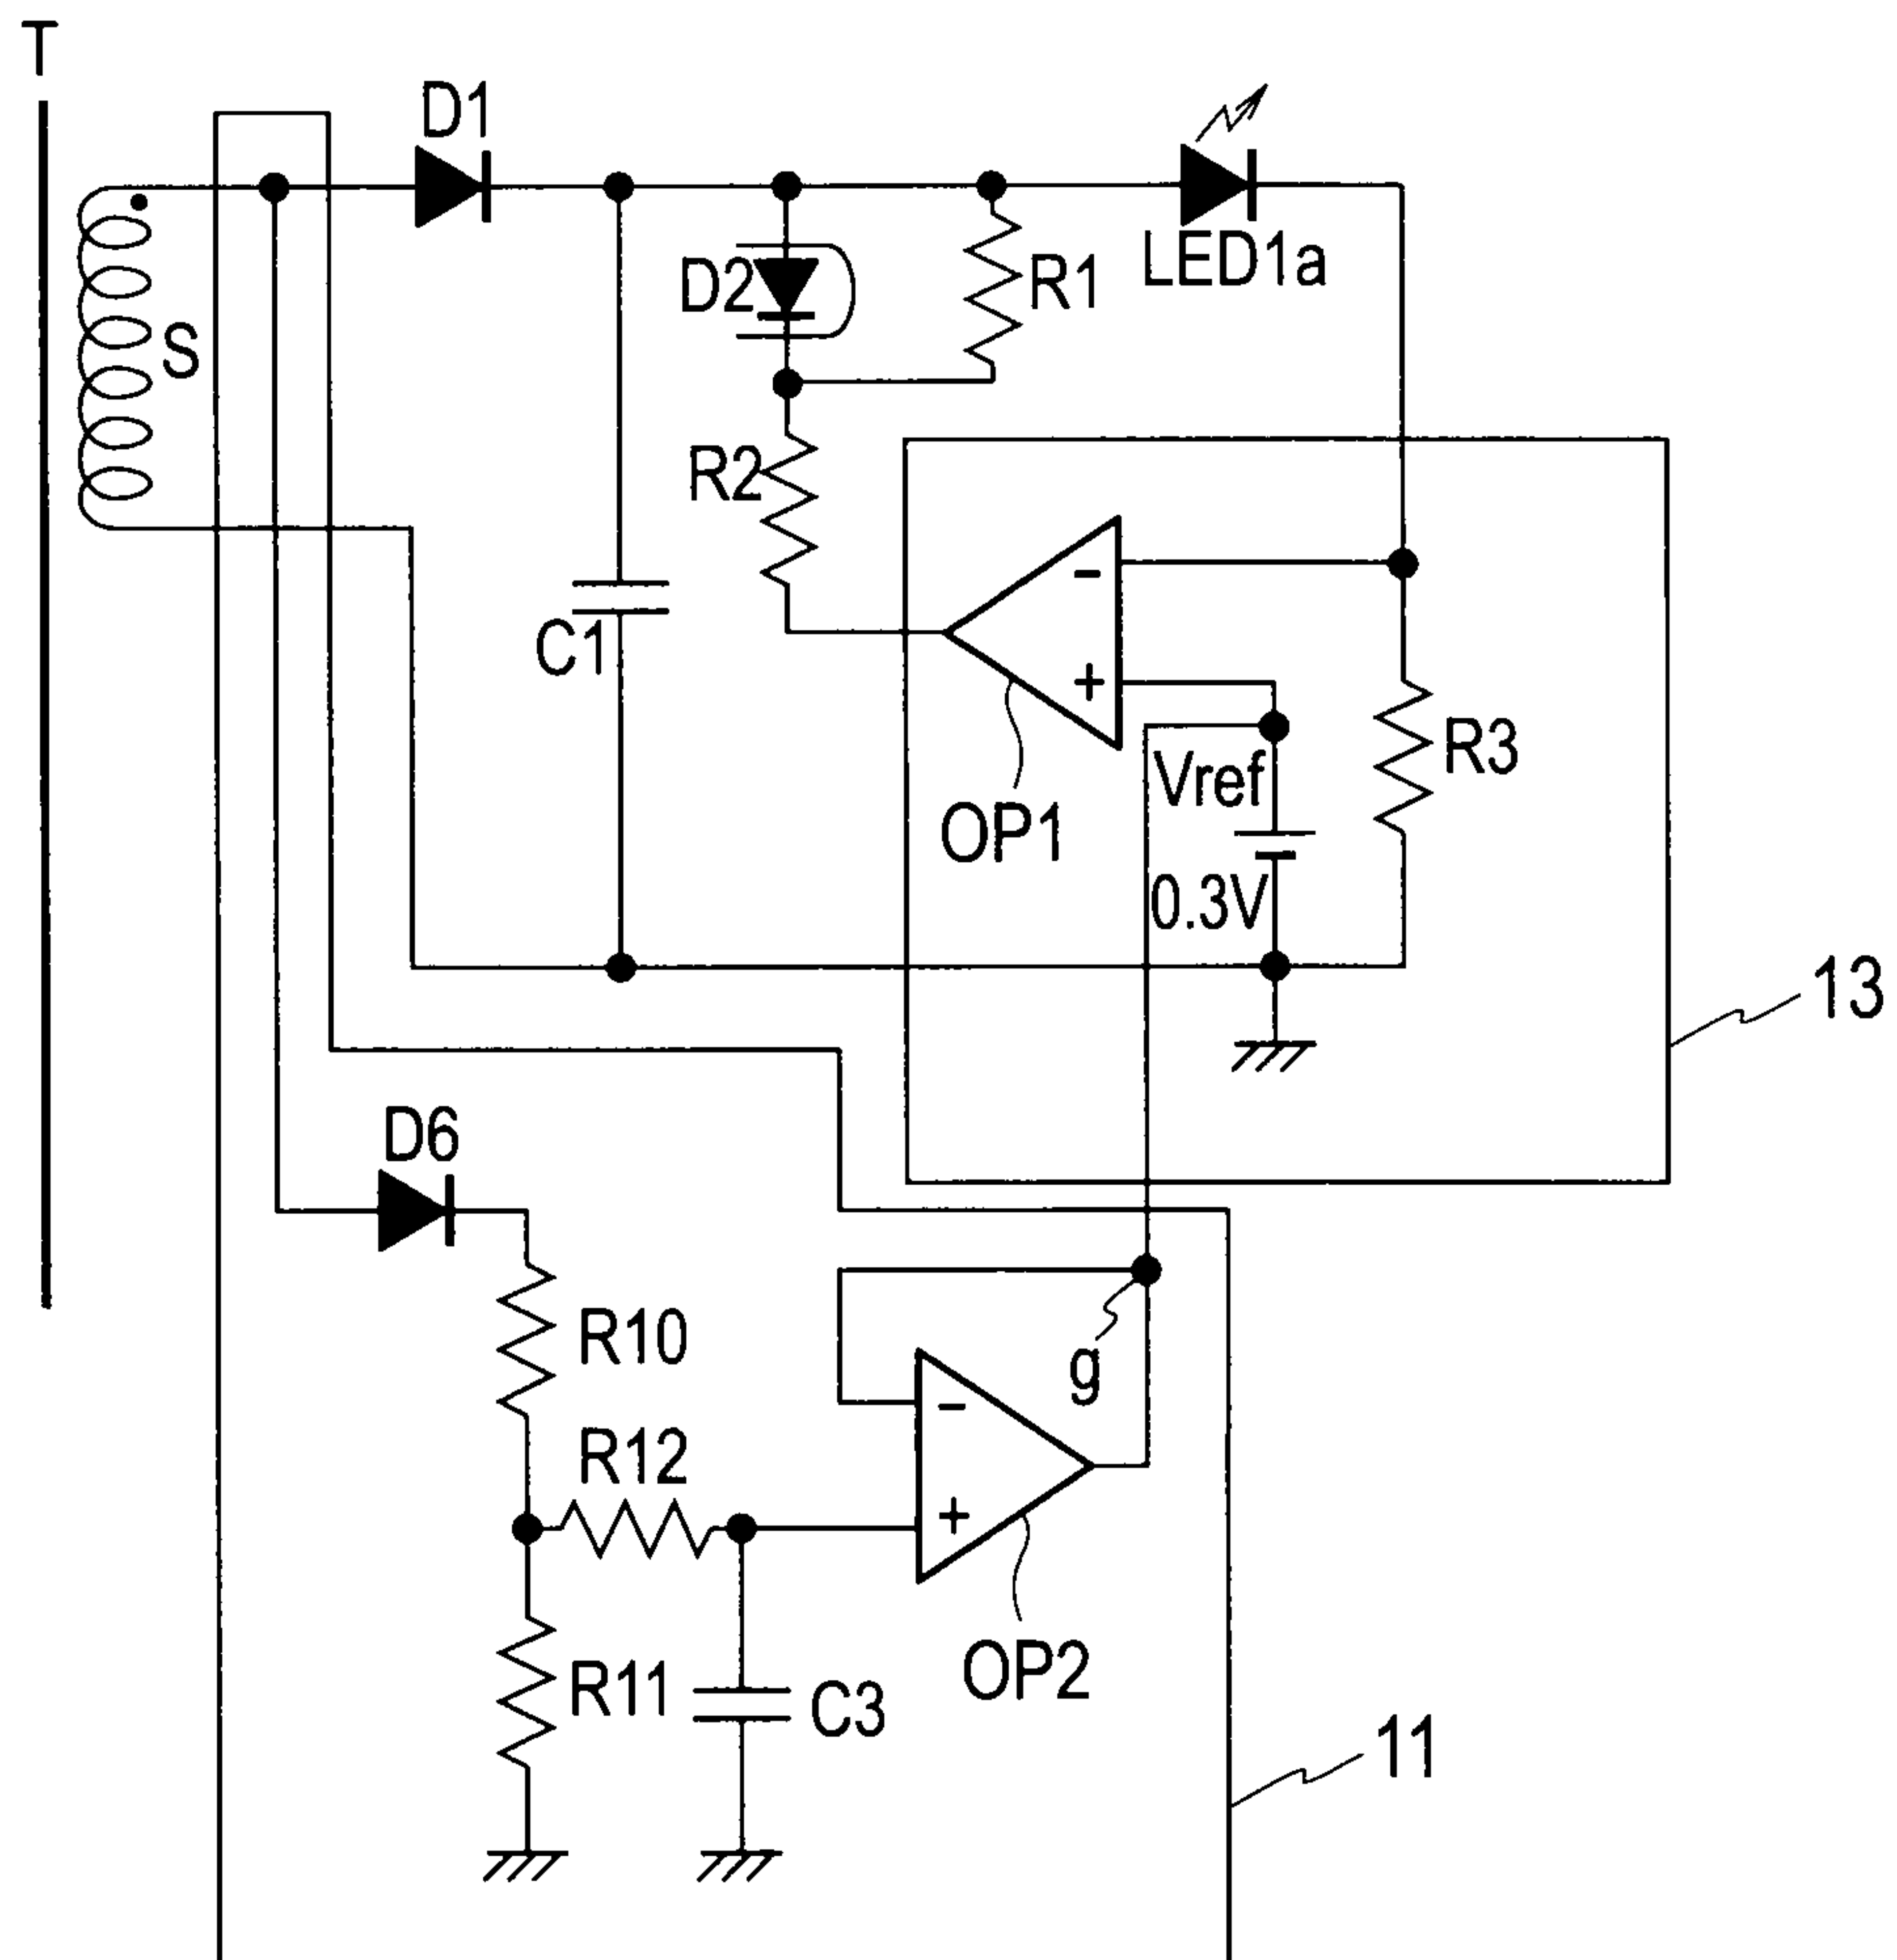 T
D1
LED1a
D2
R1
S
R2
-
+
C1
R3
Vref
OP1
0.3V
13
D6
g
R10
-
R12
+
OP2
R11
C3
11